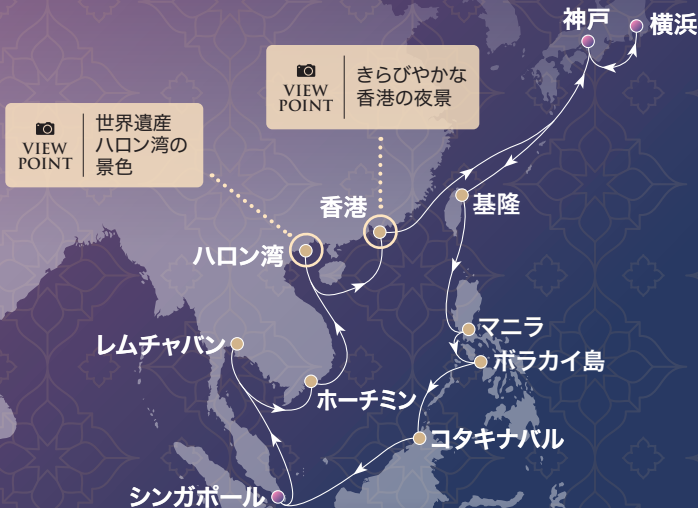 神戸
横浜
VIEW
POINT
きらびやかな
香港の夜景
VIEW
POINT
世界遺産
ハロン湾の
景色
香港
基隆
ハロン湾
マニラ
レムチャバン
ボラカイ島
ホーチミン
コタキナバル
シンガポール